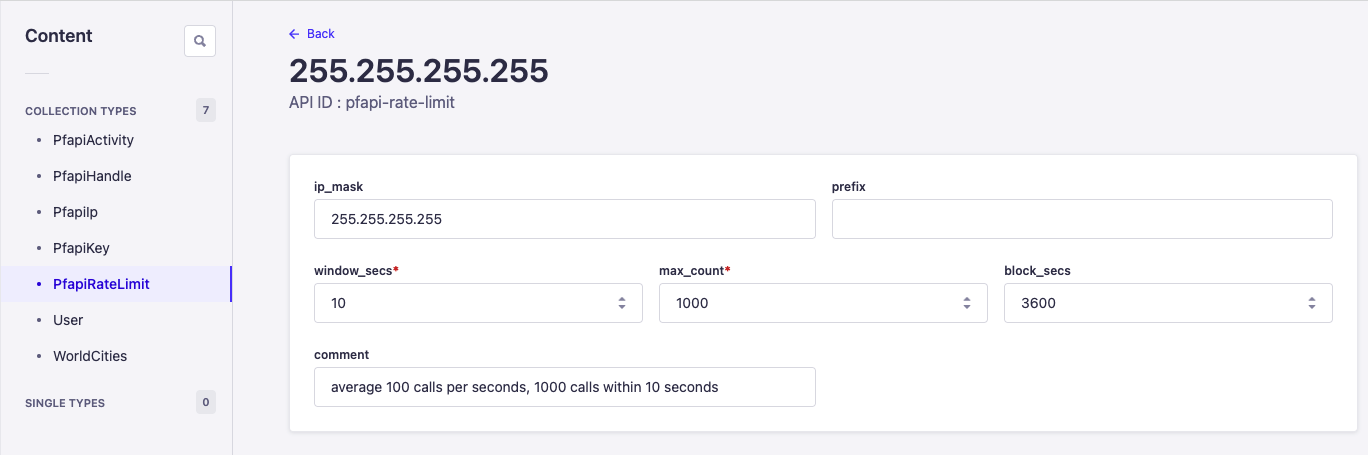 Content
COLLECTION TYPES 7
PfapiActivity
PfapiHandle
PfapiIp
PfapiKey
PfapiRateLimit
User
WorldCities
SINGLE TYPES 0
Back
255.255.255.255
API ID : pfapi-rate-limit
ip_mask prefix
255.255.255.255
window_secs* max_count* block_secs
10 1000 3600
comment
average 100 calls per seconds, 1000 calls within 10 seconds